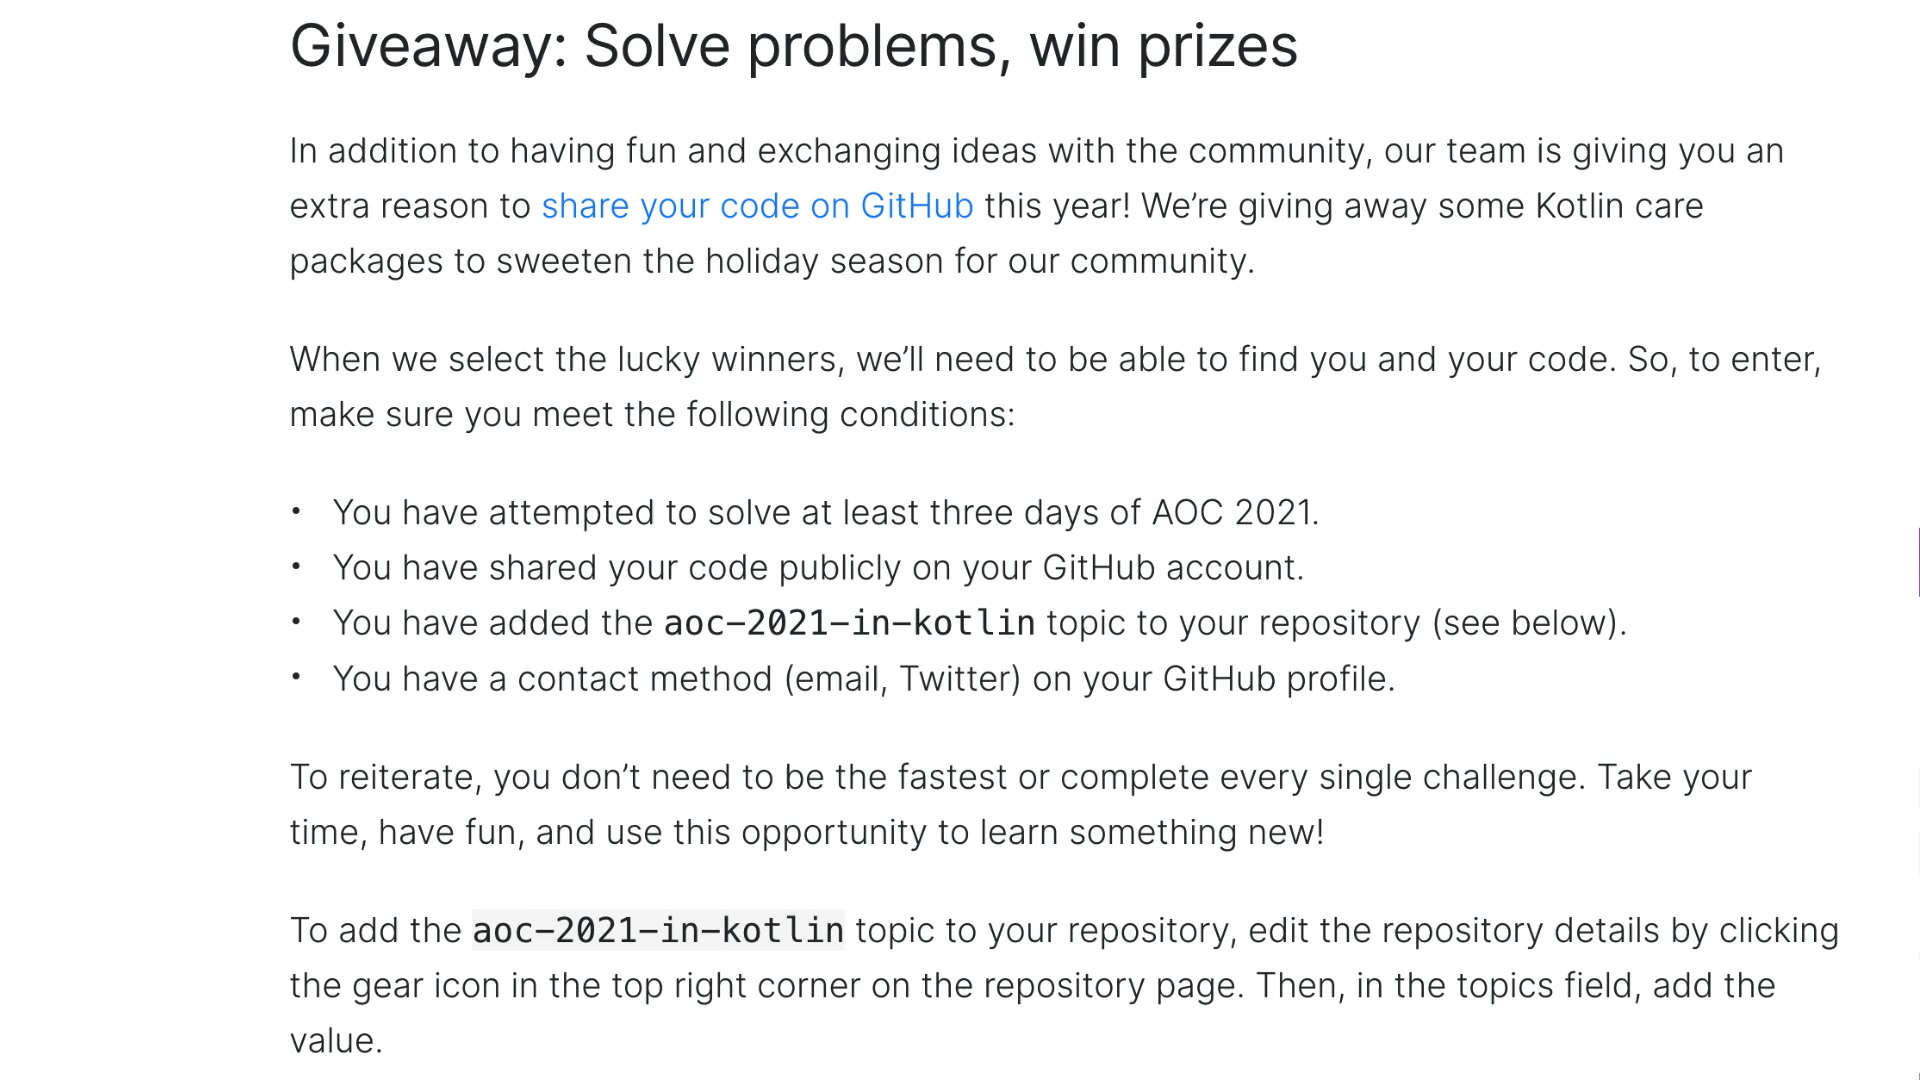 Giveaway: Solve problems, win prizes
In addition to having fun and exchanging ideas with the community, our team is giving you an
extra reason to share your code on GitHub this year! We’re giving away some Kotlin care
packages to sweeten the holiday season for our community.
When we select the lucky winners, we’ll need to be able to find you and your code. So, to enter,
make sure you meet the following conditions:
• You have attempted to solve at least three days of AOC 2021.
• You have shared your code publicly on your GitHub account.
• You have added the aoc-2021-in-kotlin topic to your repository (see below).
• You have a contact method (email, Twitter) on your GitHub profile.
To reiterate, you don’t need to be the fastest or complete every single challenge. Take your
time, have fun, and use this opportunity to learn something new!
To add the aoc-2021-in-kotlin topic to your repository, edit the repository details by clicking
the gear icon in the top right corner on the repository page. Then, in the topics field, add the
value.